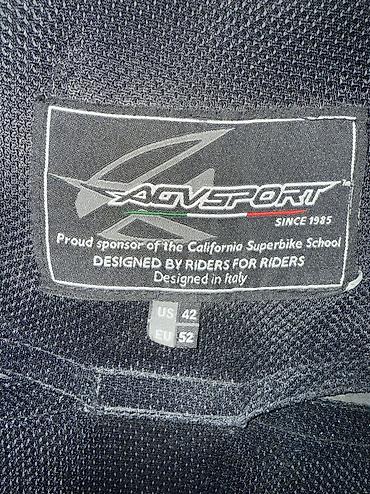 AGVSPORT™
SINCE 1985
Proud sponsor of the California Superbike School
DESIGNED BY RIDERS FOR RIDERS
Designed in Italy
US 42
EU 52